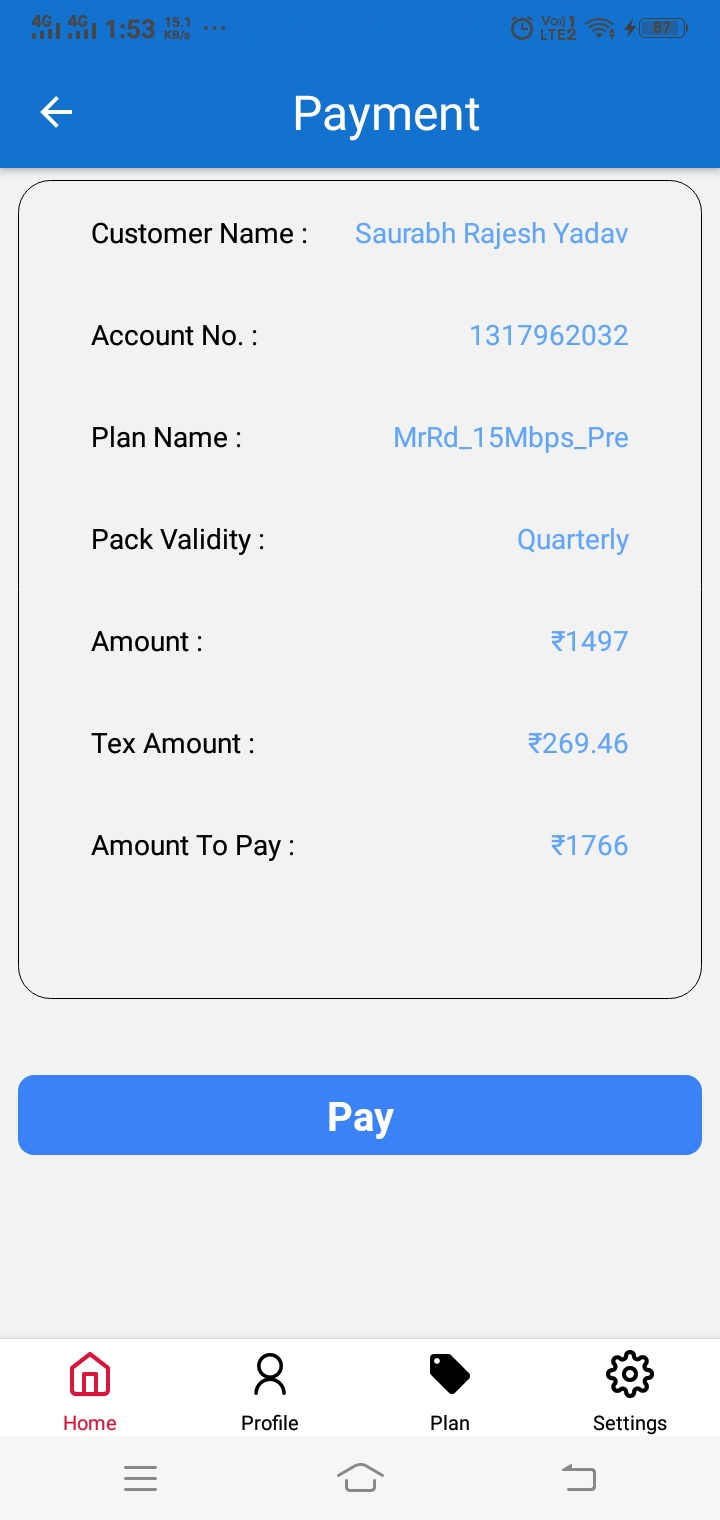 4G 4G 1:53 15.1 KB/s ... Vo)) 1 LTE2 87
Payment
Customer Name : Saurabh Rajesh Yadav
Account No. : 1317962032
Plan Name : MrRd_15Mbps_Pre
Pack Validity : Quarterly
Amount : ₹1497
Tex Amount : ₹269.46
Amount To Pay : ₹1766
Pay
Home Profile Plan Settings